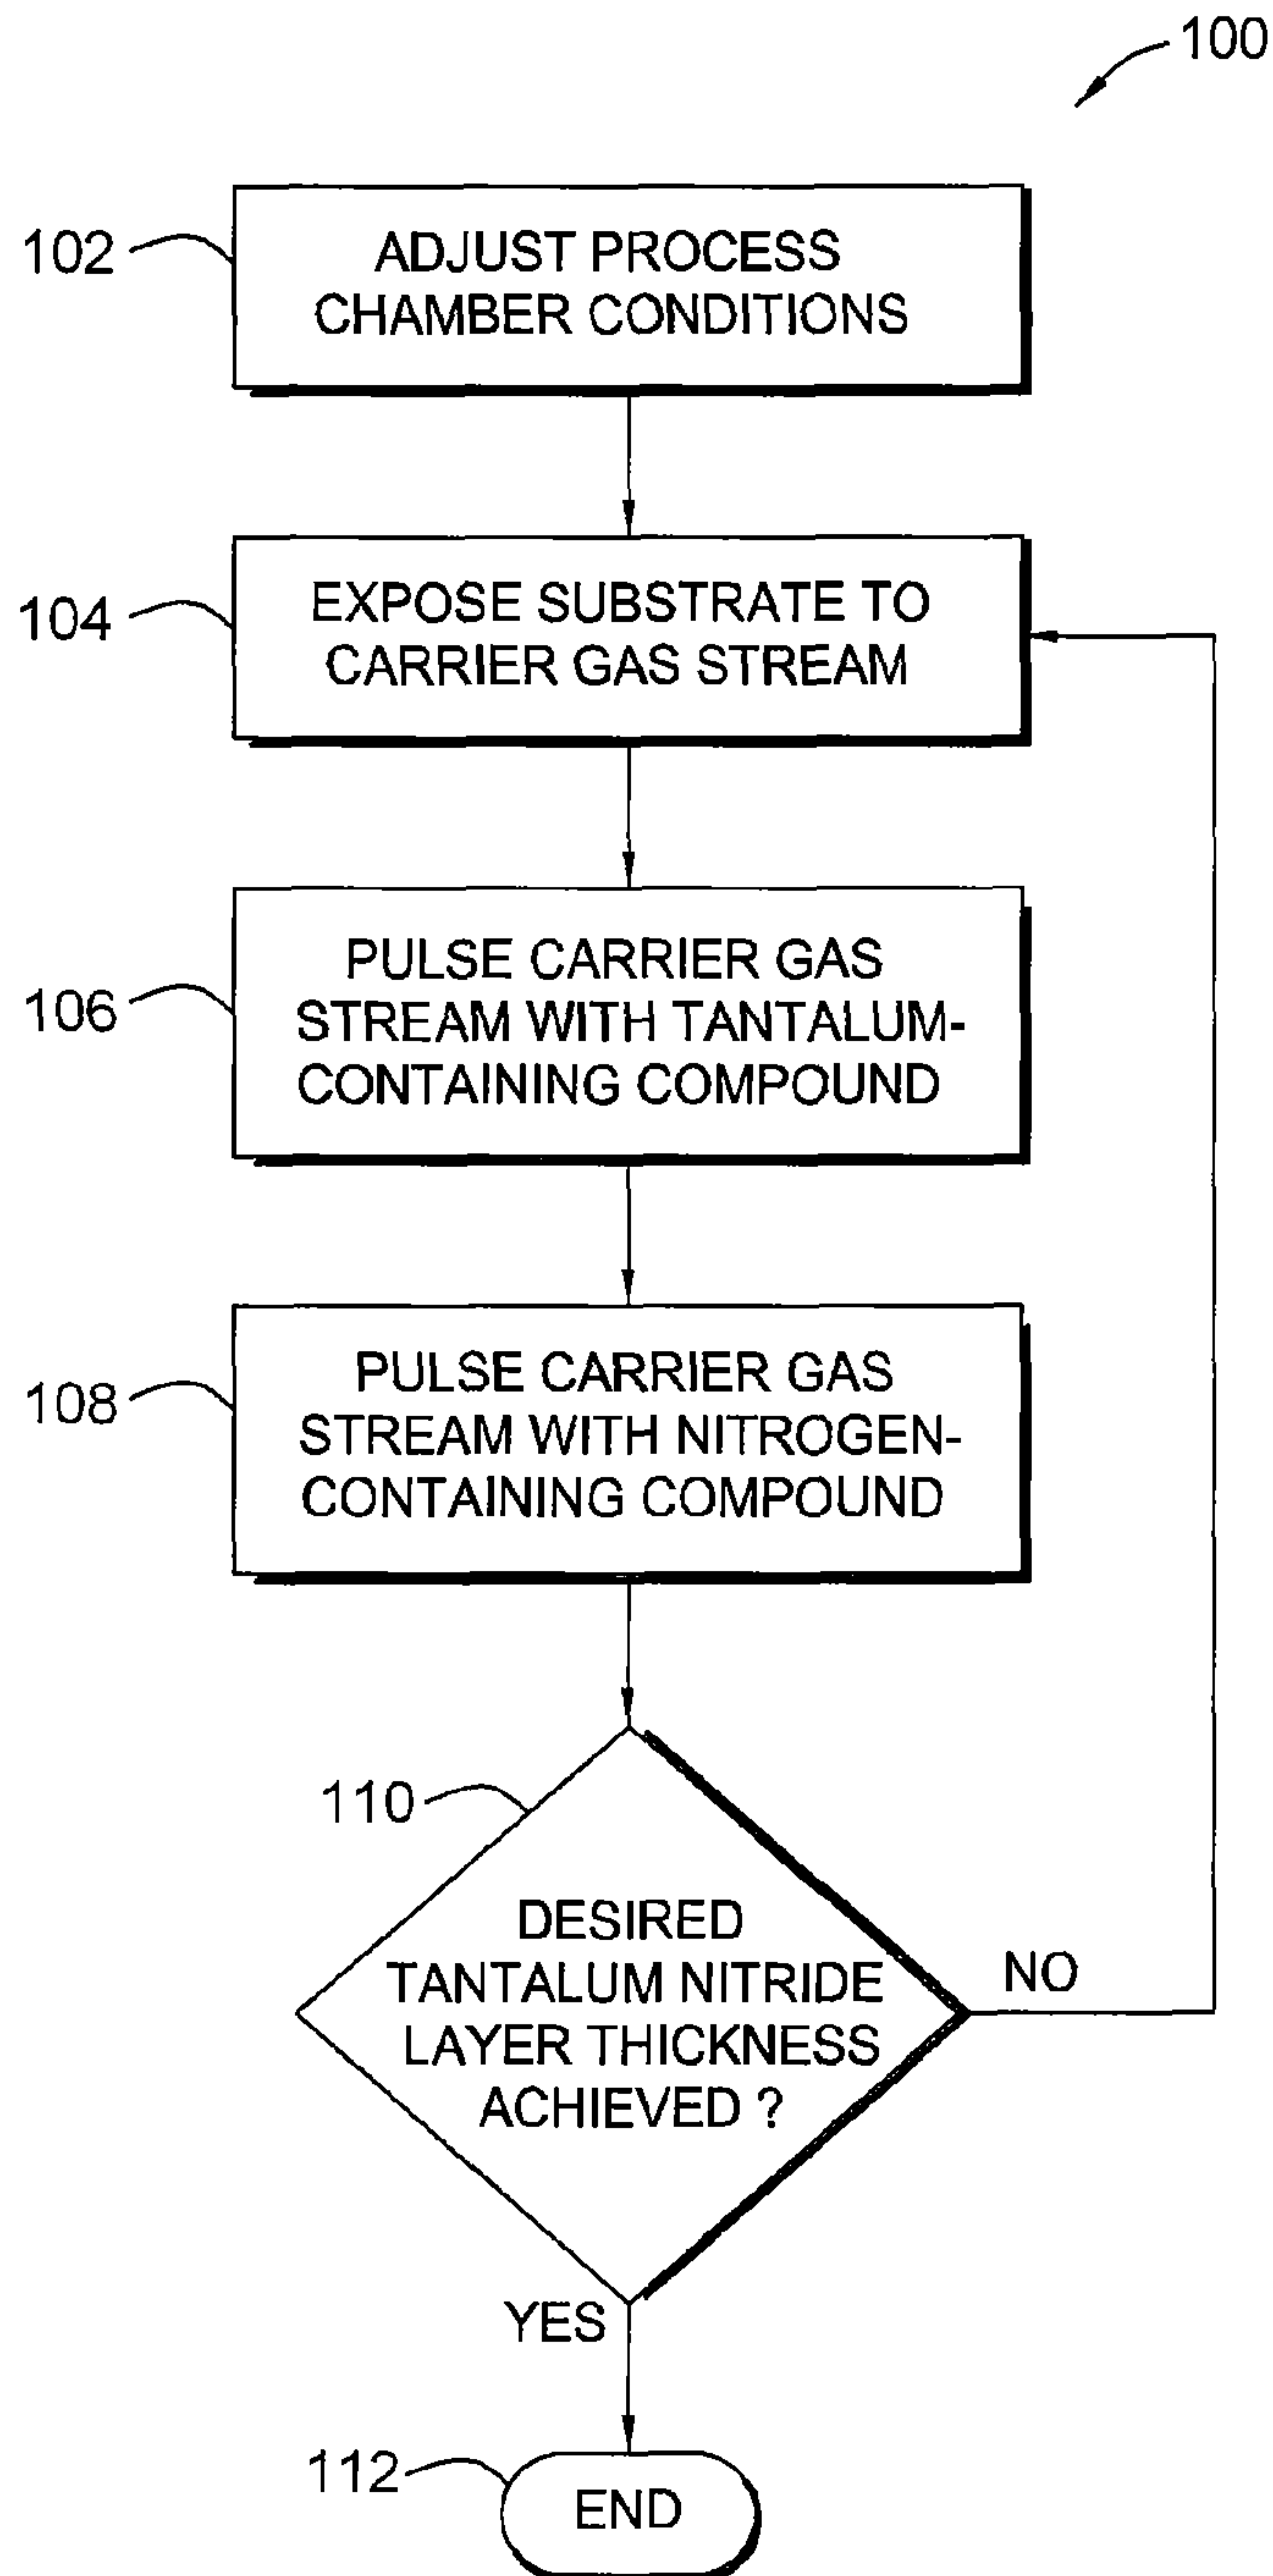 100
102
ADJUST PROCESS
CHAMBER CONDITIONS
104
EXPOSE SUBSTRATE TO
CARRIER GAS STREAM
106
PULSE CARRIER GAS
STREAM WITH TANTALUM-
CONTAINING COMPOUND
108
PULSE CARRIER GAS
STREAM WITH NITROGEN-
CONTAINING COMPOUND
110
DESIRED
TANTALUM NITRIDE
LAYER THICKNESS
ACHIEVED ?
NO
YES
112
END